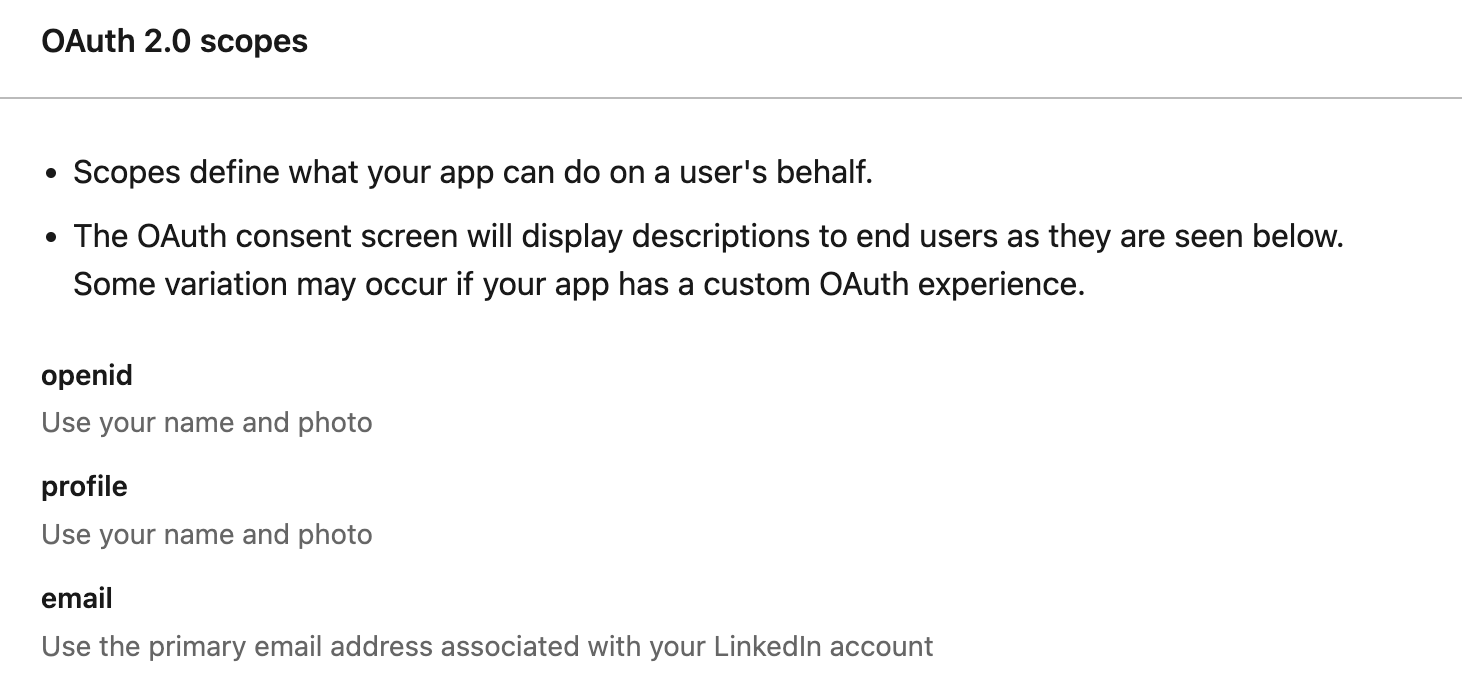 OAuth 2.0 scopes
• Scopes define what your app can do on a user's behalf.
• The OAuth consent screen will display descriptions to end users as they are seen below.
Some variation may occur if your app has a custom OAuth experience.
openid
Use your name and photo
profile
Use your name and photo
email
Use the primary email address associated with your LinkedIn account